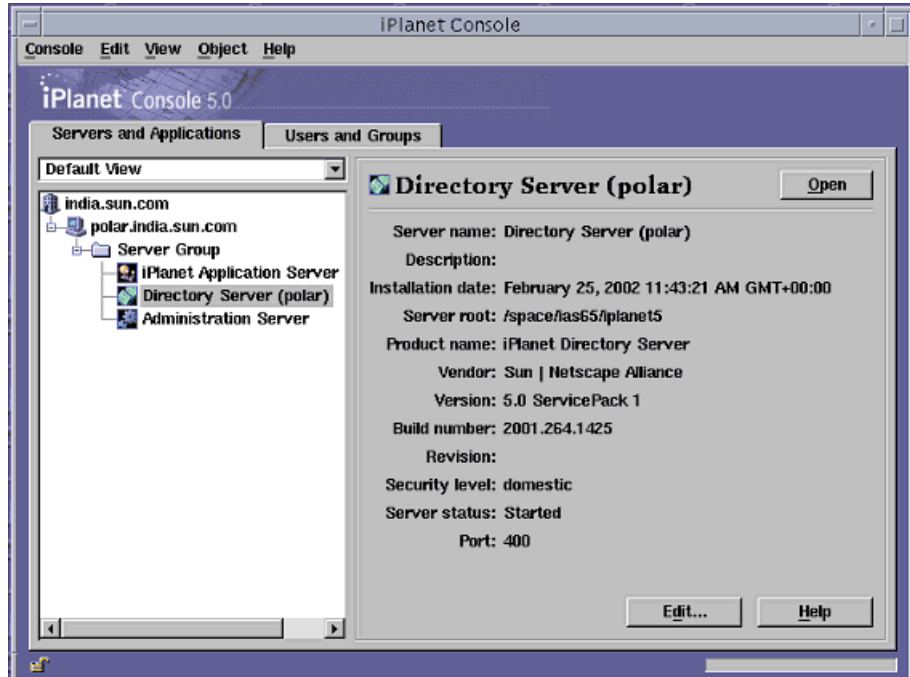 iPlanet Console
Console Edit View Object Help
iPlanet Console 5.0
Servers and Applications
Users and Groups
Default View
india.sun.com
polar.india.sun.com
Server Group
iPlanet Application Server
Directory Server (polar)
Administration Server
Directory Server (polar)
Open
Server name: Directory Server (polar)
Description:
Installation date: February 25, 2002 11:43:21 AM GMT+00:00
Server root: /space/ias65/iplanet5
Product name: iPlanet Directory Server
Vendor: Sun | Netscape Alliance
Version: 5.0 ServicePack 1
Build number: 2001.264.1425
Revision:
Security level: domestic
Server status: Started
Port: 400
Edit...
Help